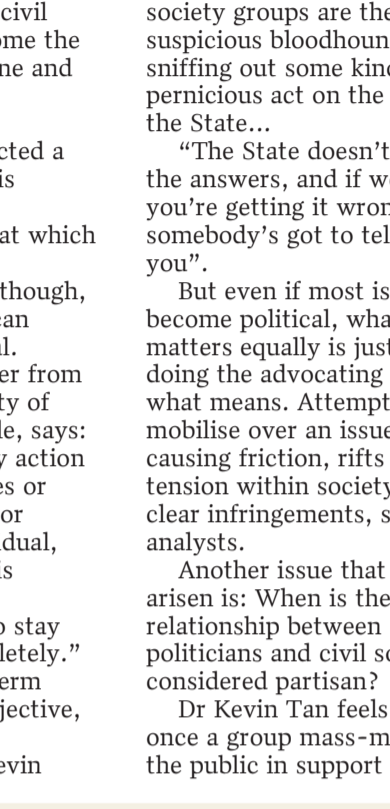 civil
ome the
ne and
cted a
is
at which
though,
ean
l.
er from
ty of
le, says:
y action
es or
or
dual,
is
o stay
letely.”
erm
jective,
evin
society groups are the
suspicious bloodhoun
sniffing out some kin
pernicious act on the
the State...
“The State doesn’t
the answers, and if w
you’re getting it wron
somebody’s got to tel
you”.
But even if most is
become political, wha
matters equally is just
doing the advocating
what means. Attempt
mobilise over an issue
causing friction, rifts
tension within society
clear infringements, s
analysts.
Another issue that
arisen is: When is the
relationship between
politicians and civil so
considered partisan?
Dr Kevin Tan feels
once a group mass-m
the public in support